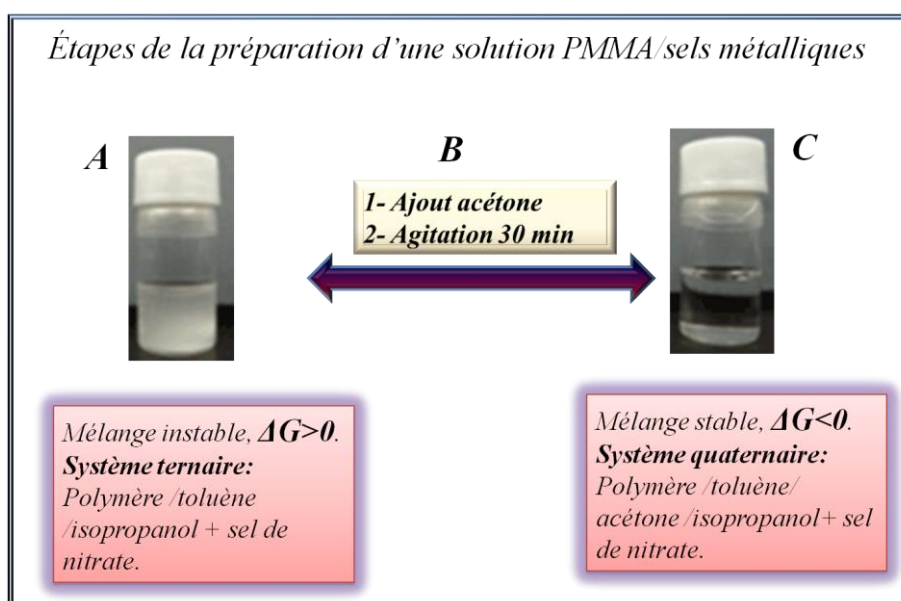 Étapes de la préparation d'une solution PMMA/sels métalliques
A
B
C
1- Ajout acétone
2- Agitation 30 min
Mélange instable, ΔG>0.
Système ternaire:
Polymère /toluène
/isopropanol + sel de
nitrate.
Mélange stable, ΔG<0.
Système quaternaire:
Polymère /toluène/
acétone /isopropanol+ sel
de nitrate.